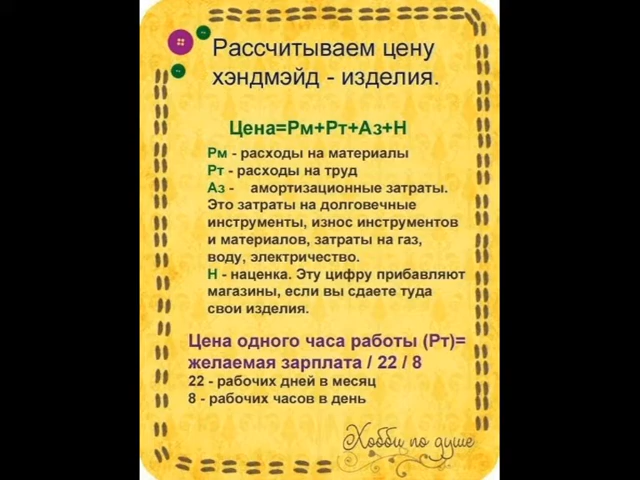 Рассчитываем цену
хэндмэйд - изделия.
Цена=Рм+Рт+Аз+Н
Рм - расходы на материалы
Рт - расходы на труд
Аз - амортизационные затраты.
Это затраты на долговечные
инструменты, износ инструментов
и материалов, затраты на газ,
воду, электричество.
Н - наценка. Эту цифру прибавляют
магазины, если вы сдаете туда
свои изделия.
Цена одного часа работы (Рт)=
желаемая зарплата / 22 / 8
22 - рабочих дней в месяц
8 - рабочих часов в день
Хобби по душе